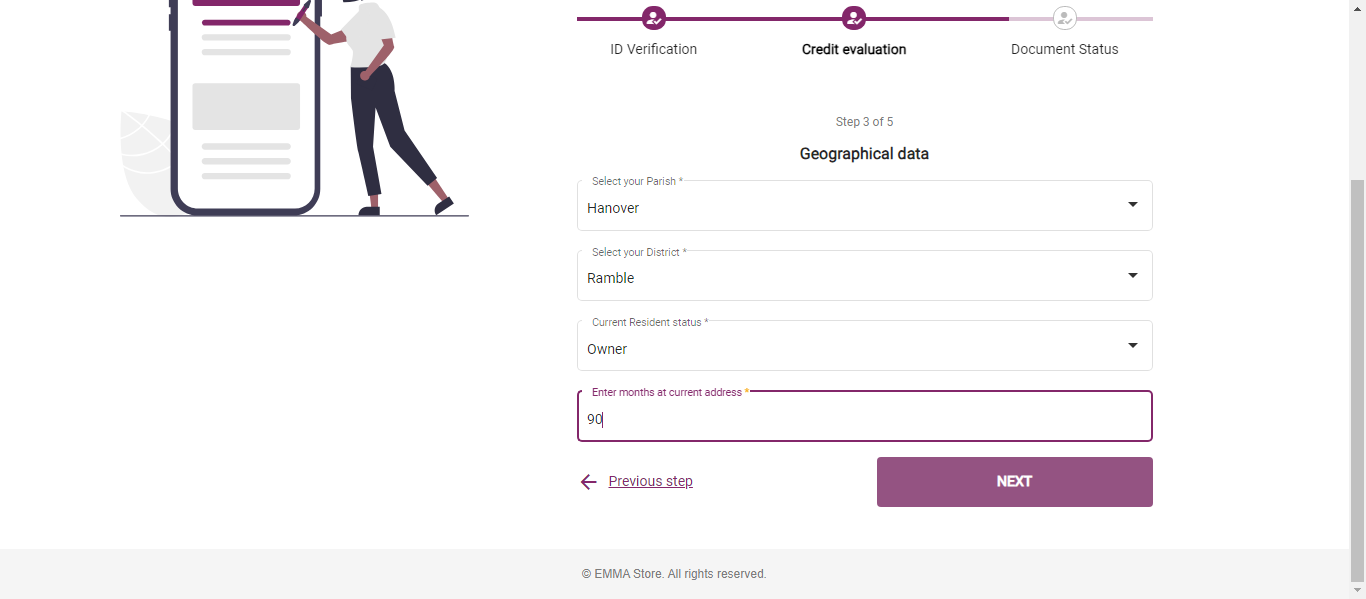 ID Verification
Credit evaluation
Document Status
Step 3 of 5
Geographical data
Select your Parish *
Hanover
Select your District *
Ramble
Current Resident status *
Owner
Enter months at current address *
90
Previous step
NEXT
© EMMA Store. All rights reserved.